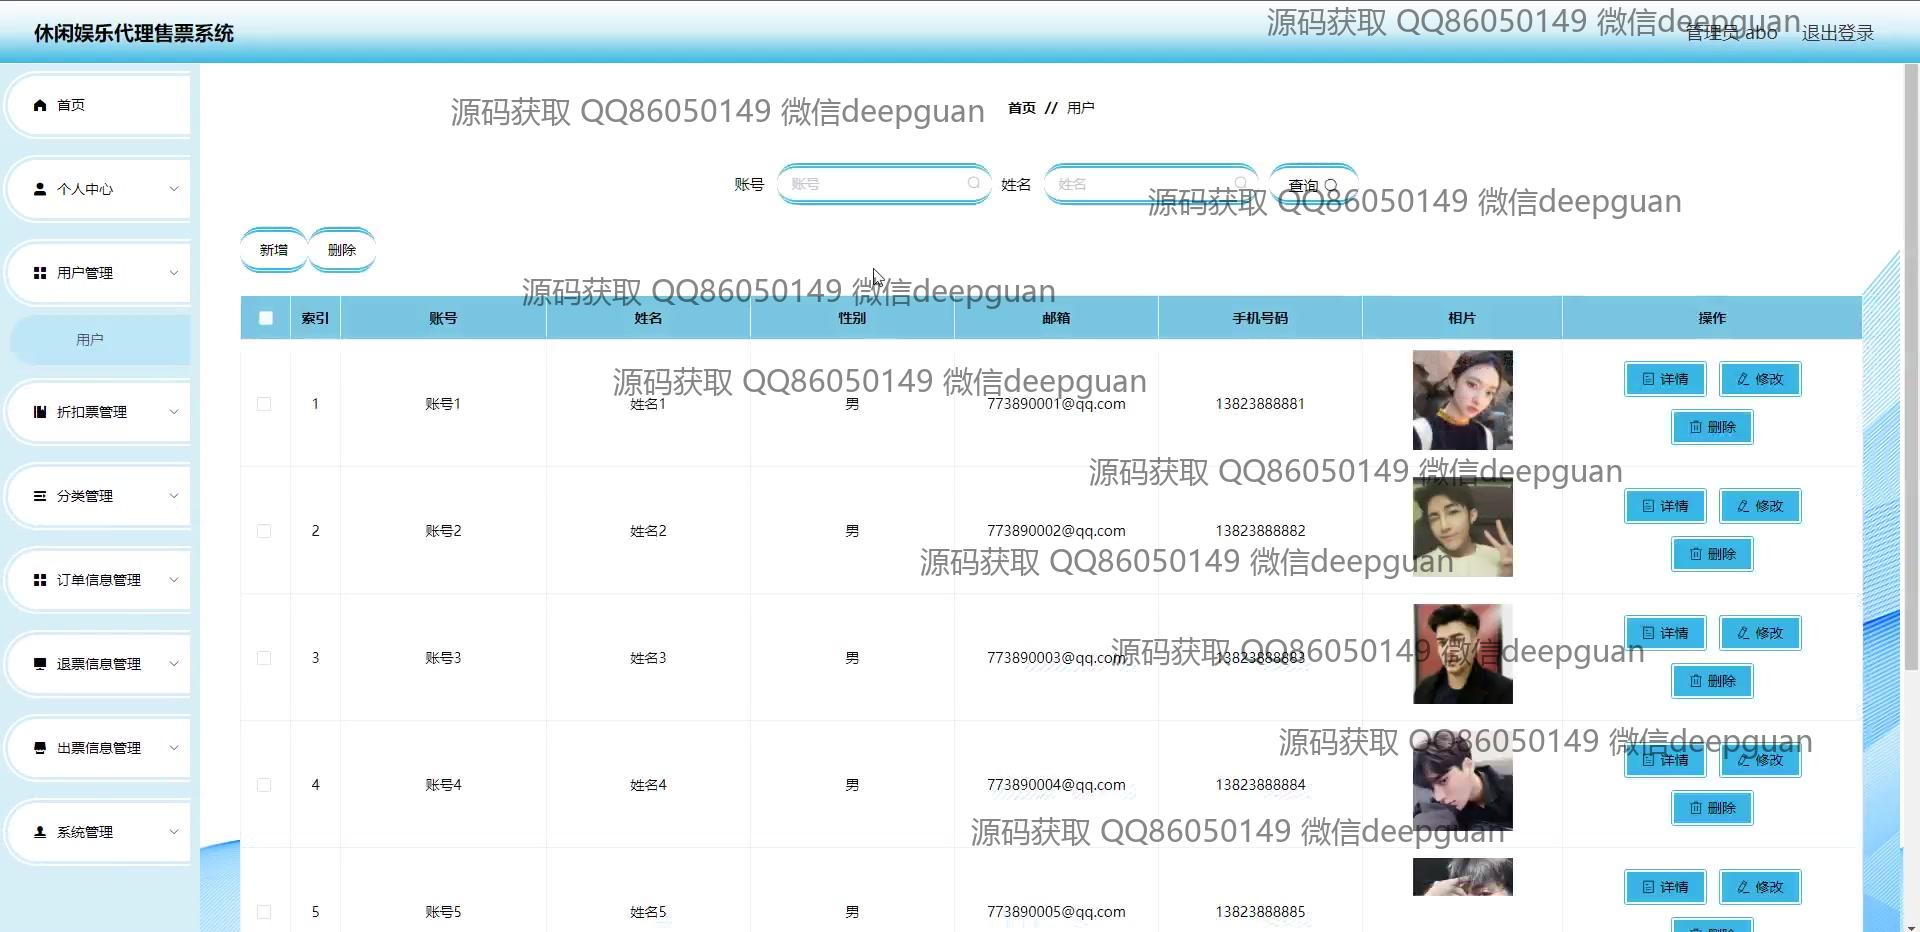 休闲娱乐代理售票系统
源码获取 QQ86050149 微信deepguan
管理员 abo 退出登录
首页
源码获取 QQ86050149 微信deepguan
首页 // 用户
个人中心
账号 账号 姓名 姓名 查询
源码获取 QQ86050149 微信deepguan
新增 删除
用户管理
源码获取 QQ86050149 微信deepguan
索引 账号 姓名 性别 邮箱 手机号码 相片 操作
用户
源码获取 QQ86050149 微信deepguan
详情 修改
1 账号1 姓名1 男 773890001@qq.com 13823888881
折扣票管理
删除
源码获取 QQ86050149 微信deepguan
分类管理
详情 修改
2 账号2 姓名2 男 773890002@qq.com 13823888882
删除
源码获取 QQ86050149 微信deepguan
订单信息管理
详情 修改
源码获取 QQ86050149 微信deepguan
3 账号3 姓名3 男 773890003@qq.com 13823888883
退票信息管理
删除
源码获取 QQ86050149 微信deepguan
出票信息管理
详情 修改
4 账号4 姓名4 男 773890004@qq.com 13823888884
删除
源码获取 QQ86050149 微信deepguan
系统管理
详情 修改
5 账号5 姓名5 男 773890005@qq.com 13823888885